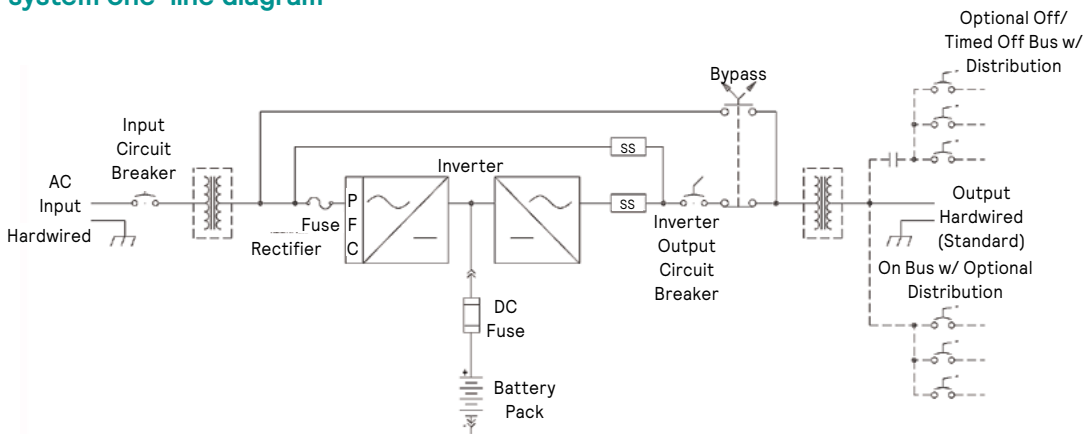 system one-line diagram
Optional Off/
Timed Off Bus w/
Distribution
Bypass
Input
Circuit
Breaker
SS
Inverter
AC
Input
Hardwired
Fuse
Rectifier
P
F
C
SS
Inverter
Output
Circuit
Breaker
Output
Hardwired
(Standard)
On Bus w/ Optional
Distribution
DC
Fuse
+
Battery
Pack